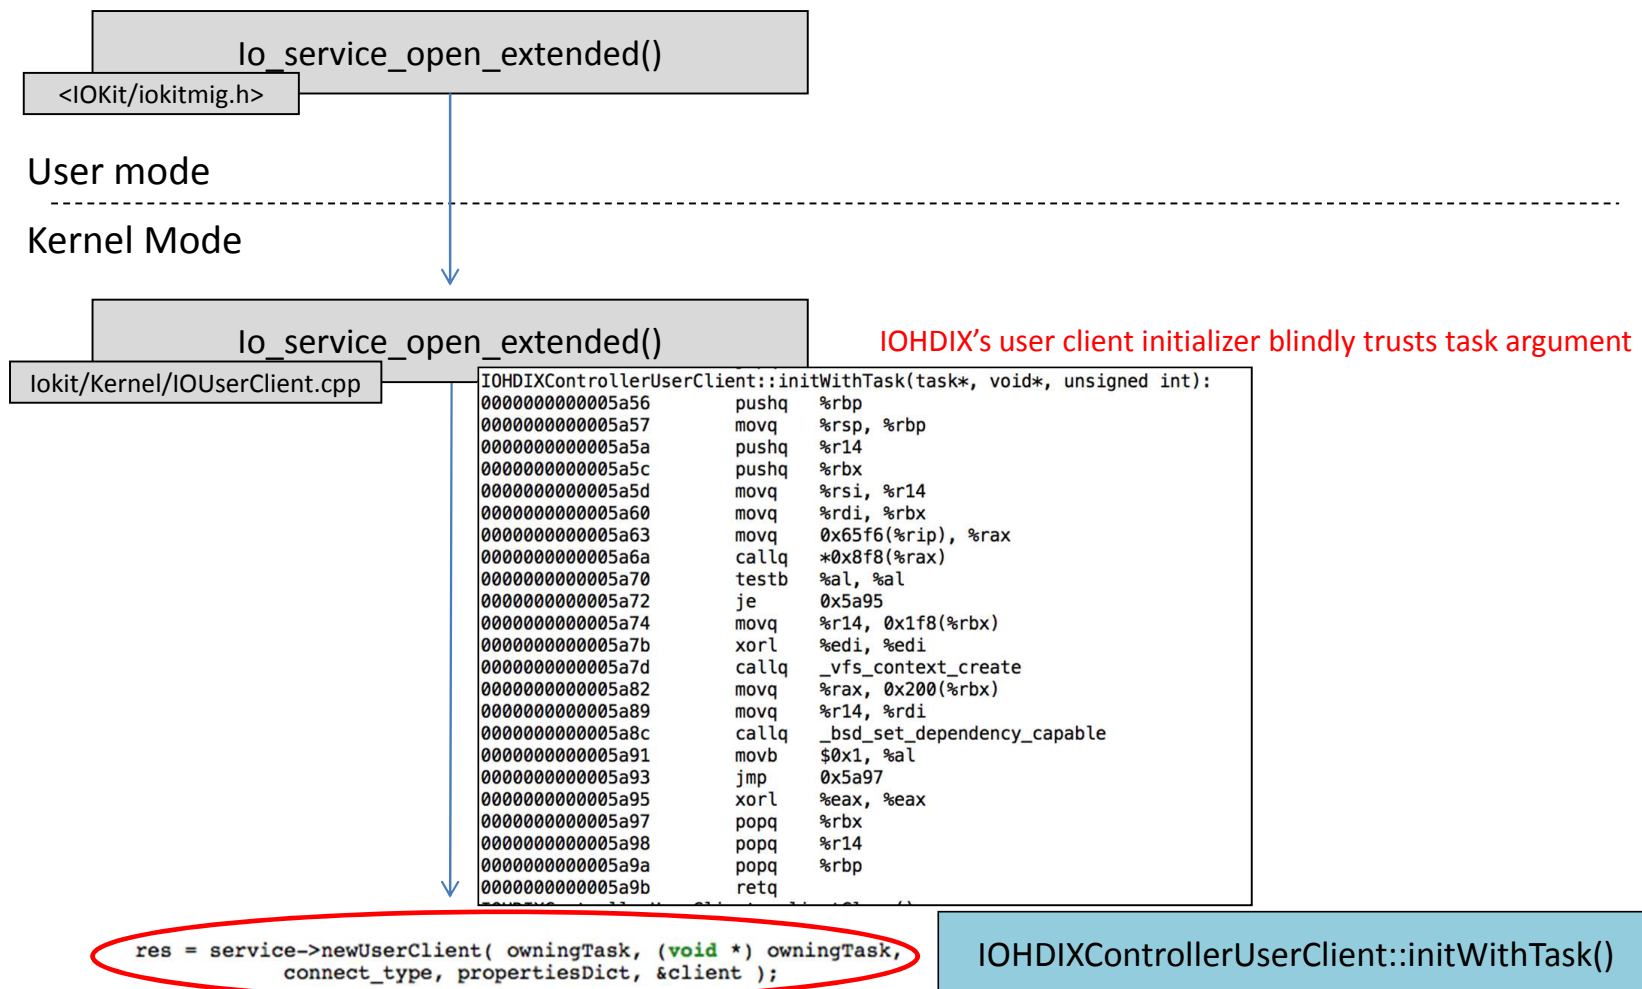 Io_service_open_extended()
<IOKit/iokitmig.h>
User mode
Kernel Mode
Io_service_open_extended()
Iokit/Kernel/IOUserClient.cpp
IOHDIX’s user client initializer blindly trusts task argument
IOHDIXControllerUserClient::initWithTask(task*, void*, unsigned int):
0000000000005a56 pushq %rbp
0000000000005a57 movq %rsp, %rbp
0000000000005a5a pushq %r14
0000000000005a5c pushq %rbx
0000000000005a5d movq %rsi, %r14
0000000000005a60 movq %rdi, %rbx
0000000000005a63 movq 0x65f6(%rip), %rax
0000000000005a6a callq *0x8f8(%rax)
0000000000005a70 testb %al, %al
0000000000005a72 je 0x5a95
0000000000005a74 movq %r14, 0x1f8(%rbx)
0000000000005a7b xorl %edi, %edi
0000000000005a7d callq _vfs_context_create
0000000000005a82 movq %rax, 0x200(%rbx)
0000000000005a89 movq %r14, %rdi
0000000000005a8c callq _bsd_set_dependency_capable
0000000000005a91 movb $0x1, %al
0000000000005a93 jmp 0x5a97
0000000000005a95 xorl %eax, %eax
0000000000005a97 popq %rbx
0000000000005a98 popq %r14
0000000000005a9a popq %rbp
0000000000005a9b retq
res = service->newUserClient( owningTask, (void *) owningTask,
connect_type, propertiesDict, &client );
IOHDIXControllerUserClient::initWithTask()